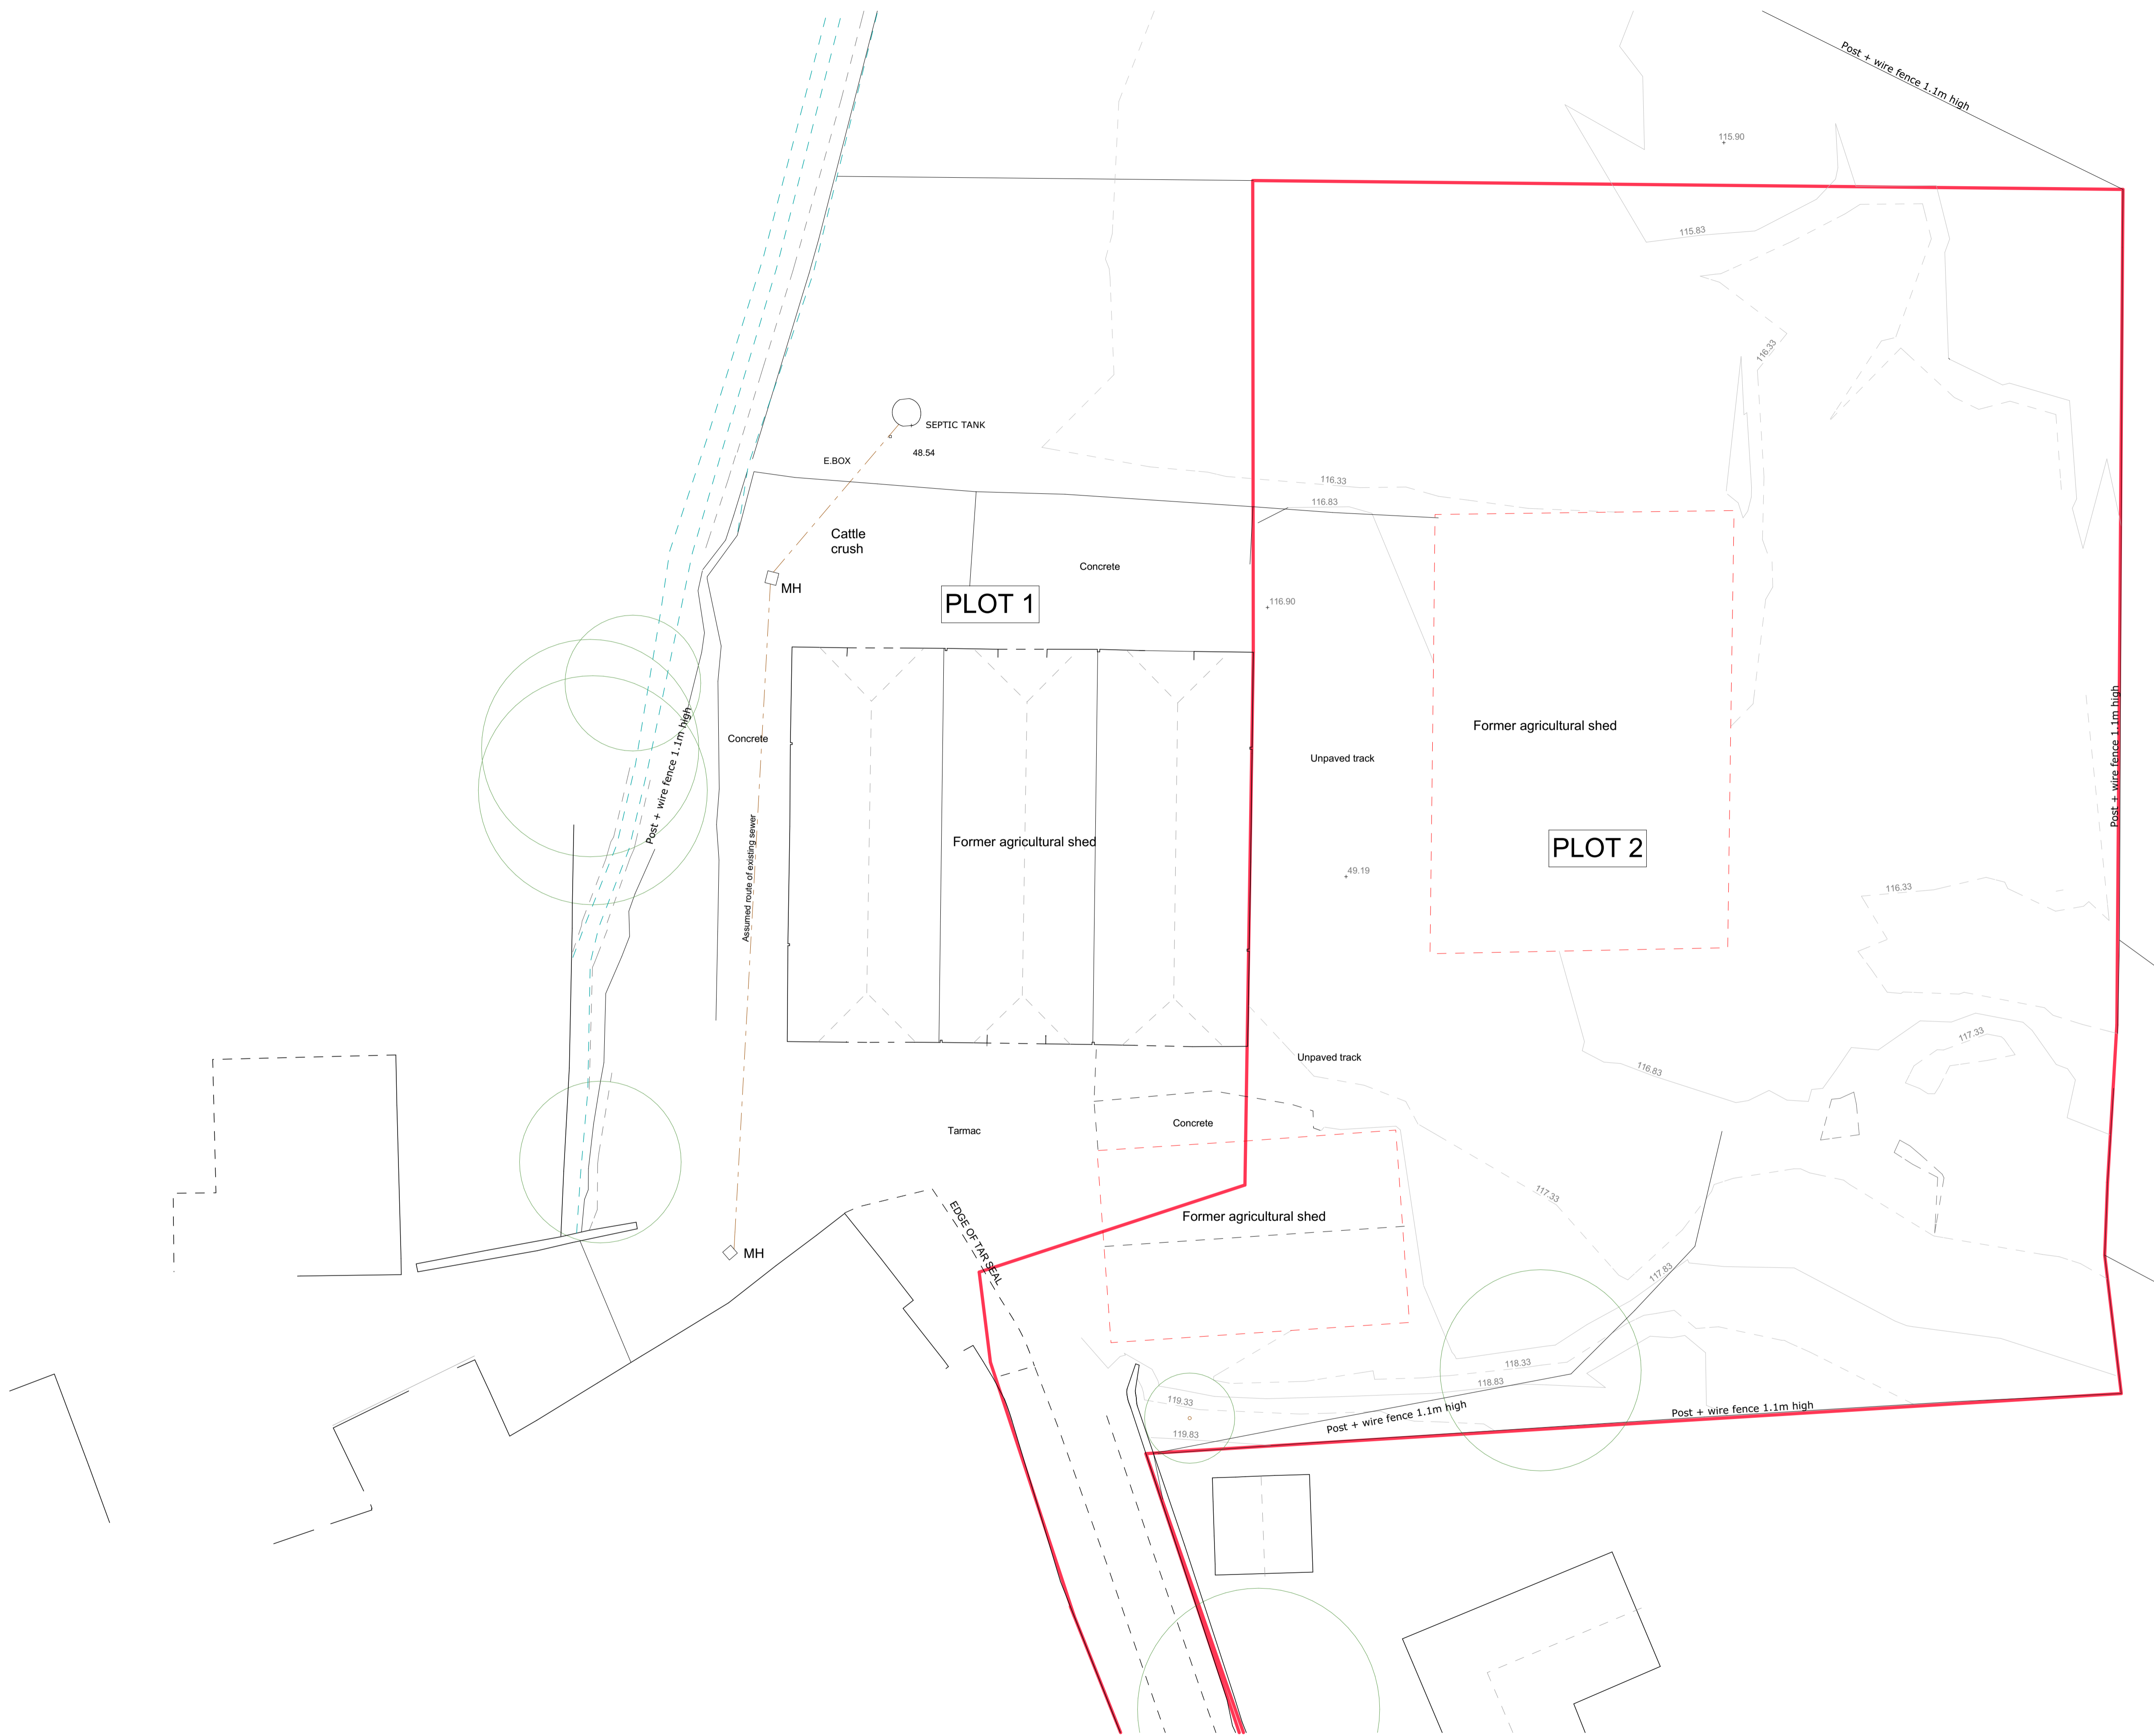 Post + wire fence 1.1m high
115.90
115.83
116.33
SEPTIC TANK
48.54
E.BOX
116.33
116.83
Cattle
crush
Concrete
MH
PLOT 1
116.90
Post + wire fence 1.1m high
Concrete
Former agricultural shed
Unpaved track
Post + wire fence 1.1m high
Former agricultural shed
PLOT 2
Assumed route of existing sewer
49.19
116.33
Unpaved track
117.33
116.83
Tarmac
Concrete
117.33
EDGE OF TAR SEAL
Former agricultural shed
MH
117.83
118.33
118.83
119.33
Post + wire fence 1.1m high
Post + wire fence 1.1m high
119.83